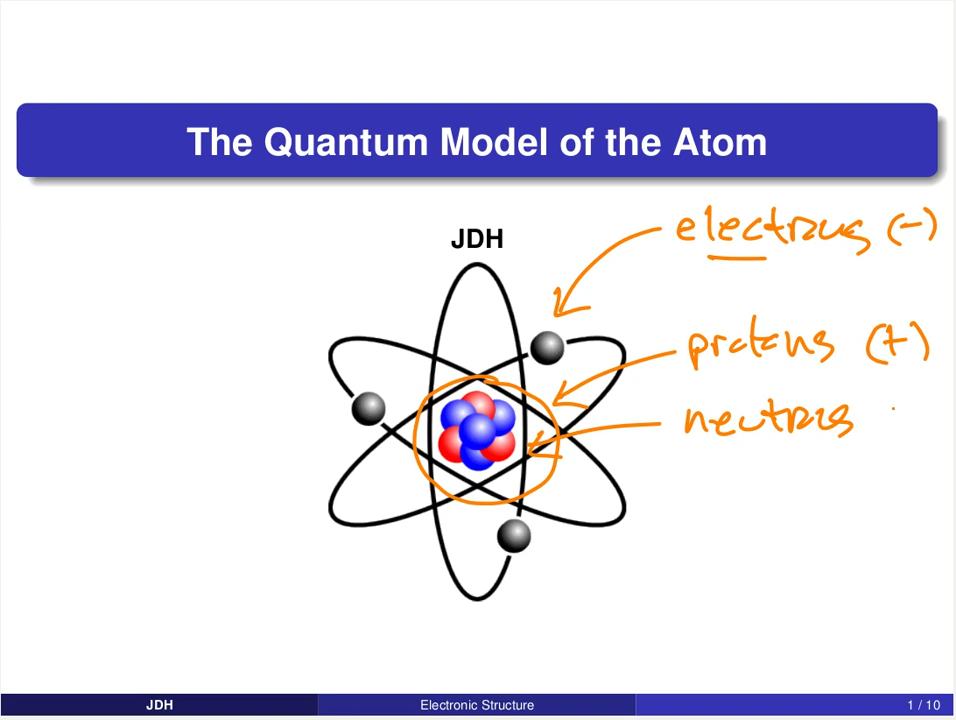 The Quantum Model of the Atom
JDH
electrons (-)
protons (+)
neutrons
JDH Electronic Structure 1 / 10